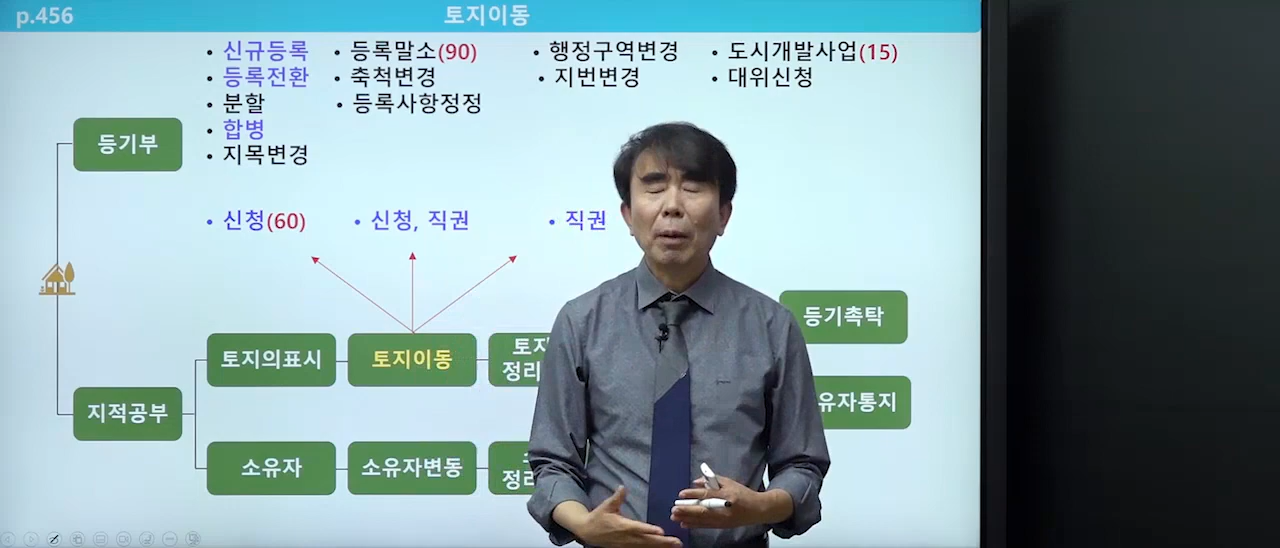 p.456
토지이동
• 신규등록 • 등록말소(90) • 행정구역변경 • 도시개발사업(15)
• 등록전환 • 축척변경 • 지번변경 • 대위신청
• 분할 • 등록사항정정
• 합병
• 지목변경
등기부
• 신청(60) • 신청, 직권 • 직권
등기촉탁
토지의표시 토지이동
정리
지적공부
유자통지
소유자 소유자변동
정리